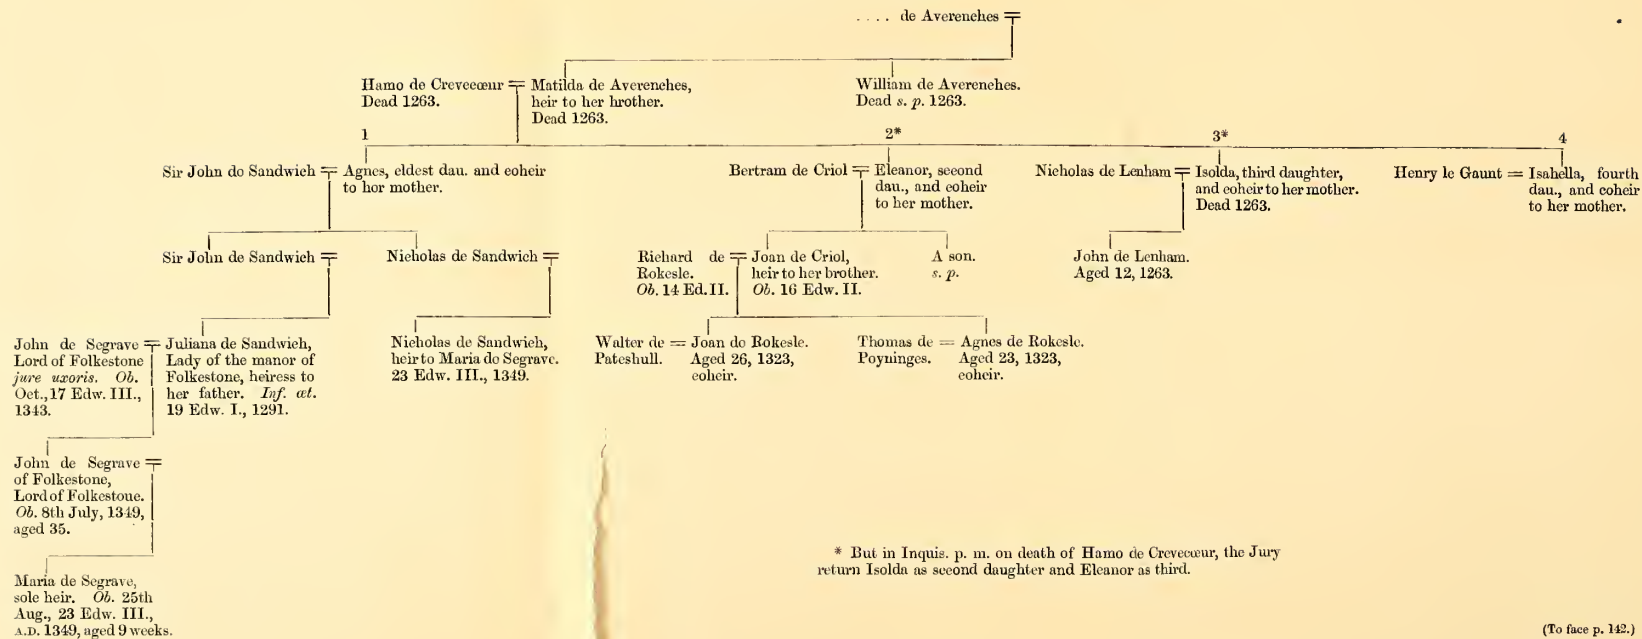 .... de Averenches
Hamo de Crevecœur = Matilda de Averenches,
Dead 1263.
heir to her brother.
Dead 1263.
William de Averenches.
Dead s. p. 1263.
1
2*
3*
4
Sir John de Sandwich = Agnes, eldest dau. and coheir
to her mother.
Bertram de Criol = Eleanor, second
dau., and coheir
to her mother.
Nicholas de Lenham = Isolda, third daughter,
and coheir to her mother.
Dead 1263.
Henry le Gaunt = Isabella, fourth
dau., and coheir
to her mother.
Sir John de Sandwich =
Nicholas de Sandwich =
Richard de
Rokesle.
Ob. 14 Ed. II.
= Joan de Criol,
heir to her brother.
Ob. 16 Edw. II.
A son.
s. p.
John de Lenham.
Aged 12, 1263.
John de Segrave =
Lord of Folkestone
jure uxoris. Ob.
Oct., 17 Edw. III.,
1343.
Juliana de Sandwich,
Lady of the manor of
Folkestone, heiress to
her father. Inf. æt.
19 Edw. I., 1291.
Nicholas de Sandwich,
heir to Maria de Segrave.
23 Edw. III., 1349.
Walter de =
Pateshull.
Joan de Rokesle.
Aged 26, 1323,
coheir.
Thomas de =
Poyninges.
Agnes de Rokesle.
Aged 23, 1323,
coheir.
John de Segrave =
of Folkestone,
Lord of Folkestone.
Ob. 8th July, 1349,
aged 35.
Maria de Segrave,
sole heir. Ob. 25th
Aug., 23 Edw. III.,
A.D. 1349, aged 9 weeks.
* But in Inquis. p. m. on death of Hamo de Crevecœur, the Jury
return Isolda as second daughter and Eleanor as third.
(To face p. 142.)